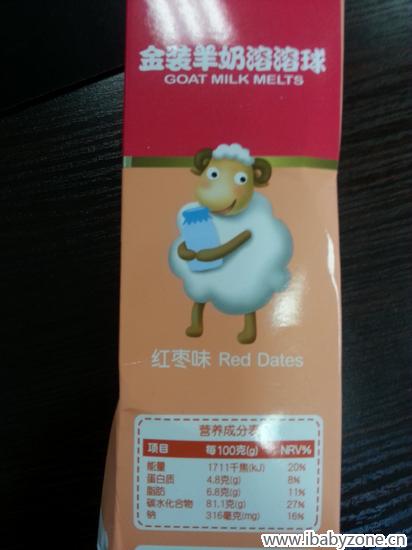 金装羊奶溶溶球
GOAT MILK MELTS
红枣味 Red Dates
营养成分表
项目 每100克(g) NRV%
能量 1711千焦(kJ) 20%
蛋白质 4.8克(g) 8%
脂肪 6.8克(g) 11%
碳水化合物 81.1克(g) 27%
钠 316毫克(mg) 16%
www.ibabyzone.cn